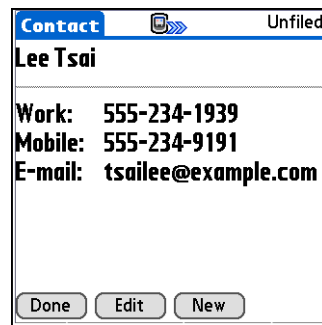 Contact Unfiled
Lee Tsai
Work: 555-234-1939
Mobile: 555-234-9191
E-mail: tsailee@example.com
Done Edit New